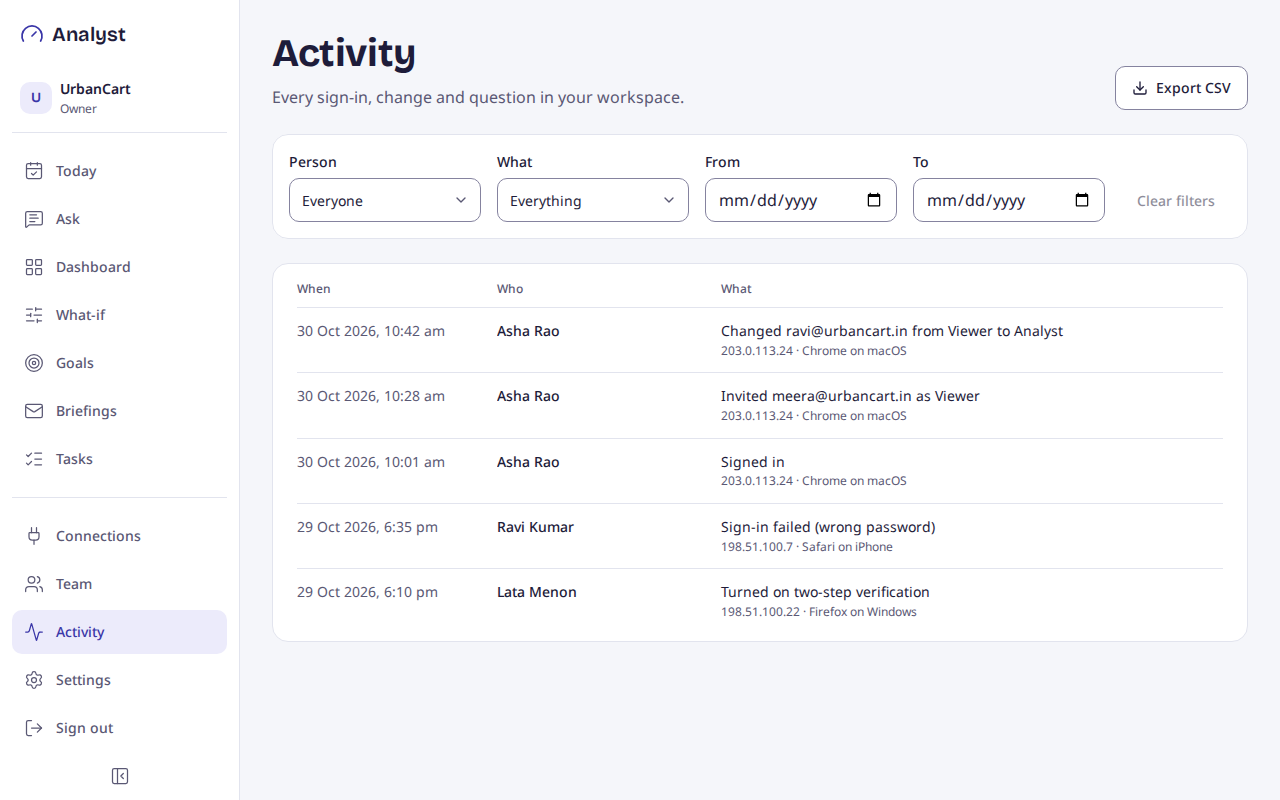 Analyst
U
UrbanCart
Owner
Today
Ask
Dashboard
What-if
Goals
Briefings
Tasks
Connections
Team
Activity
Settings
Sign out
Activity
Every sign-in, change and question in your workspace.
Export CSV
Person What From To
Everyone Everything mm/dd/yyyy mm/dd/yyyy Clear filters
When Who What
30 Oct 2026, 10:42 am Asha Rao Changed ravi@urbancart.in from Viewer to Analyst
203.0.113.24 · Chrome on macOS
30 Oct 2026, 10:28 am Asha Rao Invited meera@urbancart.in as Viewer
203.0.113.24 · Chrome on macOS
30 Oct 2026, 10:01 am Asha Rao Signed in
203.0.113.24 · Chrome on macOS
29 Oct 2026, 6:35 pm Ravi Kumar Sign-in failed (wrong password)
198.51.100.7 · Safari on iPhone
29 Oct 2026, 6:10 pm Lata Menon Turned on two-step verification
198.51.100.22 · Firefox on Windows